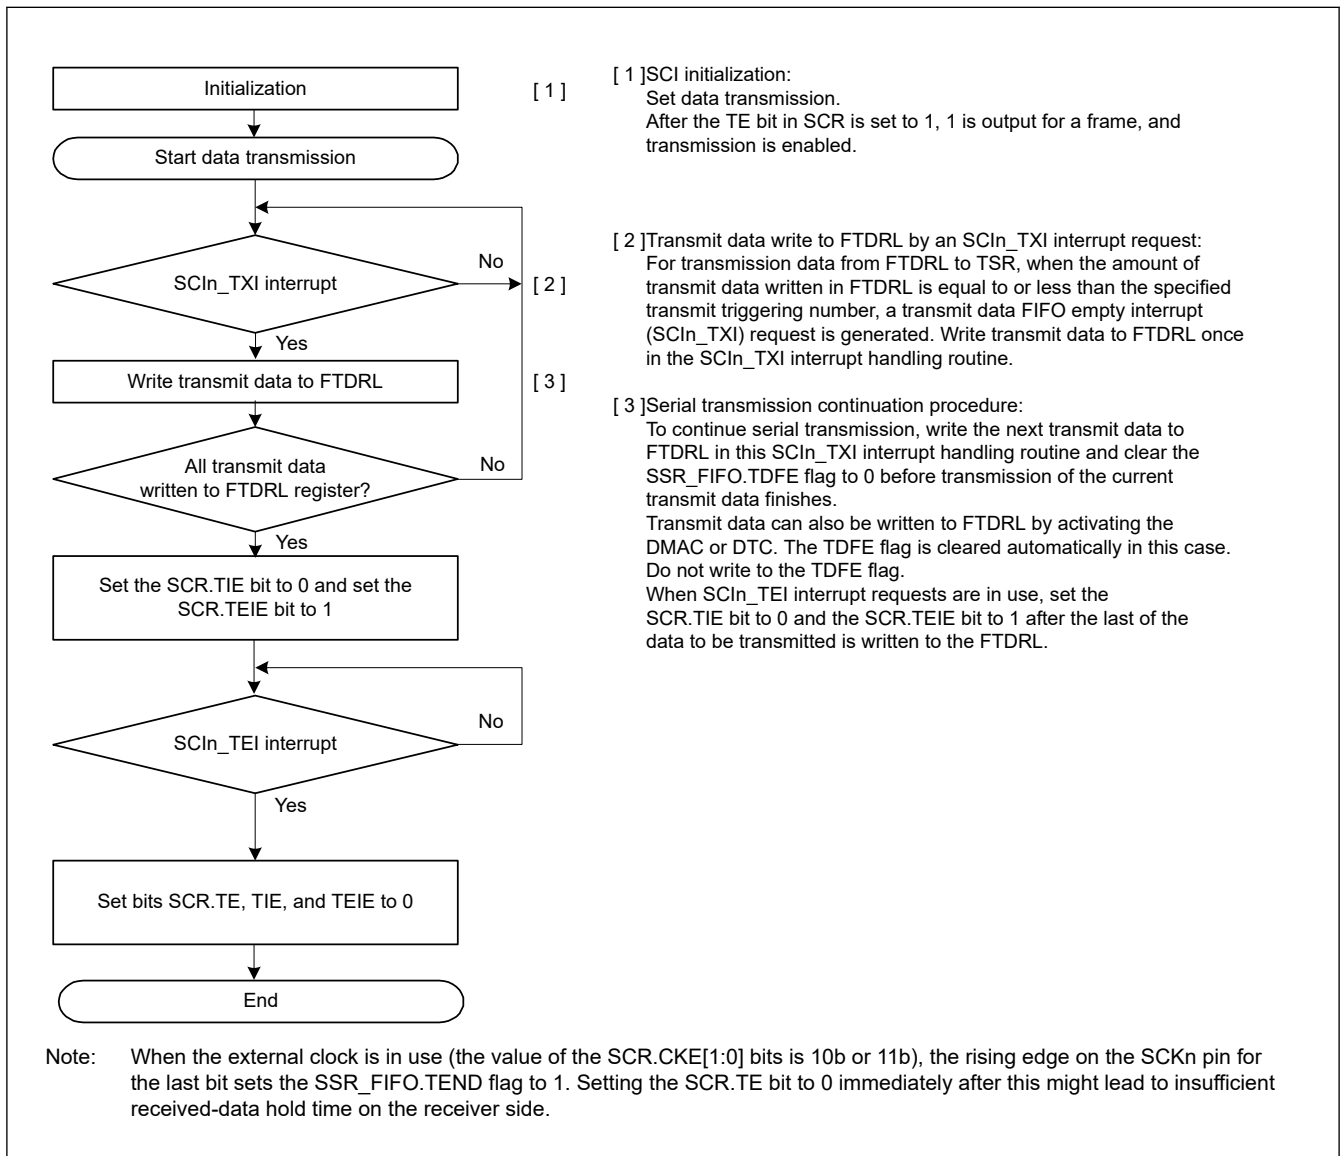 Initialization
[ 1 ]
[ 1 ]SCI initialization:
Set data transmission.
After the TE bit in SCR is set to 1, 1 is output for a frame, and
transmission is enabled.
Start data transmission
SCIn_TXI interrupt
No
[ 2 ]
Yes
[ 2 ]Transmit data write to FTDRL by an SCIn_TXI interrupt request:
For transmission data from FTDRL to TSR, when the amount of
transmit data written in FTDRL is equal to or less than the specified
transmit triggering number, a transmit data FIFO empty interrupt
(SCIn_TXI) request is generated. Write transmit data to FTDRL once
in the SCIn_TXI interrupt handling routine.
Write transmit data to FTDRL
[ 3 ]
All transmit data
written to FTDRL register?
No
Yes
[ 3 ]Serial transmission continuation procedure:
To continue serial transmission, write the next transmit data to
FTDRL in this SCIn_TXI interrupt handling routine and clear the
SSR_FIFO.TDFE flag to 0 before transmission of the current
transmit data finishes.
Transmit data can also be written to FTDRL by activating the
DMAC or DTC. The TDFE flag is cleared automatically in this case.
Do not write to the TDFE flag.
When SCIn_TEI interrupt requests are in use, set the
SCR.TIE bit to 0 and the SCR.TEIE bit to 1 after the last of the
data to be transmitted is written to the FTDRL.
Set the SCR.TIE bit to 0 and set the
SCR.TEIE bit to 1
SCIn_TEI interrupt
No
Yes
Set bits SCR.TE, TIE, and TEIE to 0
End
Note: When the external clock is in use (the value of the SCR.CKE[1:0] bits is 10b or 11b), the rising edge on the SCKn pin for
the last bit sets the SSR_FIFO.TEND flag to 1. Setting the SCR.TE bit to 0 immediately after this might lead to insufficient
received-data hold time on the receiver side.